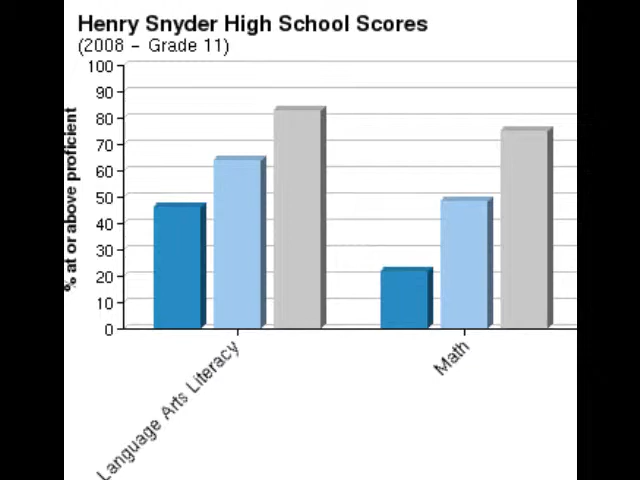 Henry Snyder High School Scores
(2008 - Grade 11)
% at or above proficient
100
90
80
70
60
50
40
30
20
10
0
Language Arts Literacy
Math